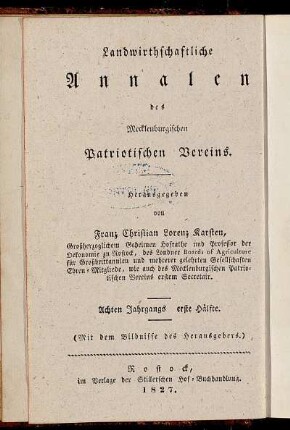 Landwirthschaftliche
Annalen
des
Mecklenburgischen
Patriotischen Vereins.
Herausgegeben
von
Franz Christian Lorenz Karsten,
Großherzoglichem Geheimen Hofrathe und Professor der
Oekonomie zu Rostock, des Londner Board of Agriculture
für Großbrittannien und mehrerer gelehrten Gesellschaften
Ehren-Mitgliede, wie auch des Mecklenburgischen Patrio-
tischen Vereins erstem Secretair.
Achten Jahrgangs erste Hälfte.
(Mit dem Bildnisse des Herausgebers.)
Rostock,
im Verlage der Stillerschen Hof-Buchhandlung.
1827.